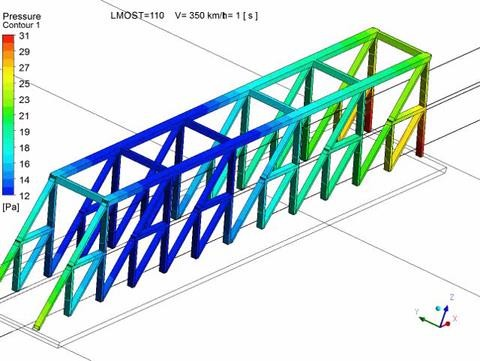 Pressure
Contour 1
LMOST=110 V= 350 km/h= 1 [ s ]
31
29
27
25
23
21
19
18
16
14
12
[Pa]
Z
Y
X